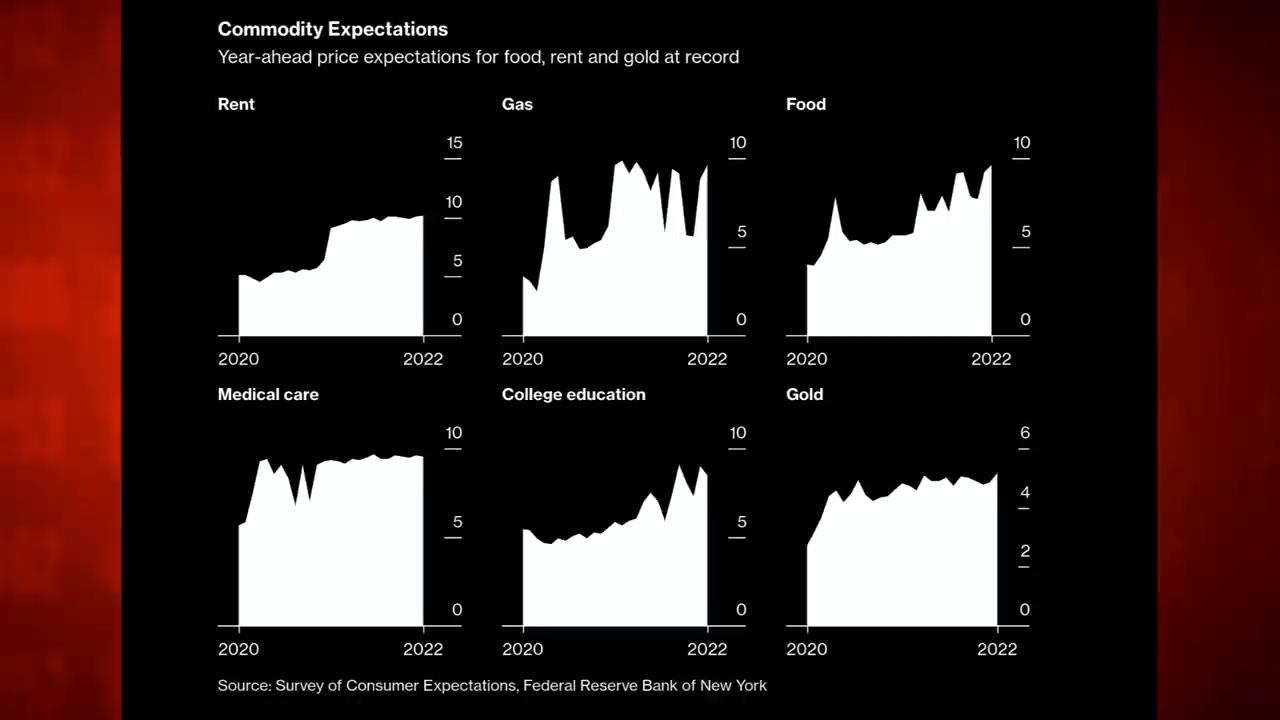 Commodity Expectations
Year-ahead price expectations for food, rent and gold at record
Rent
15
10
5
0
2020 2022
Gas
10
5
0
2020 2022
Food
10
5
0
2020 2022
Medical care
10
5
0
2020 2022
College education
10
5
0
2020 2022
Gold
6
4
2
0
2020 2022
Source: Survey of Consumer Expectations, Federal Reserve Bank of New York